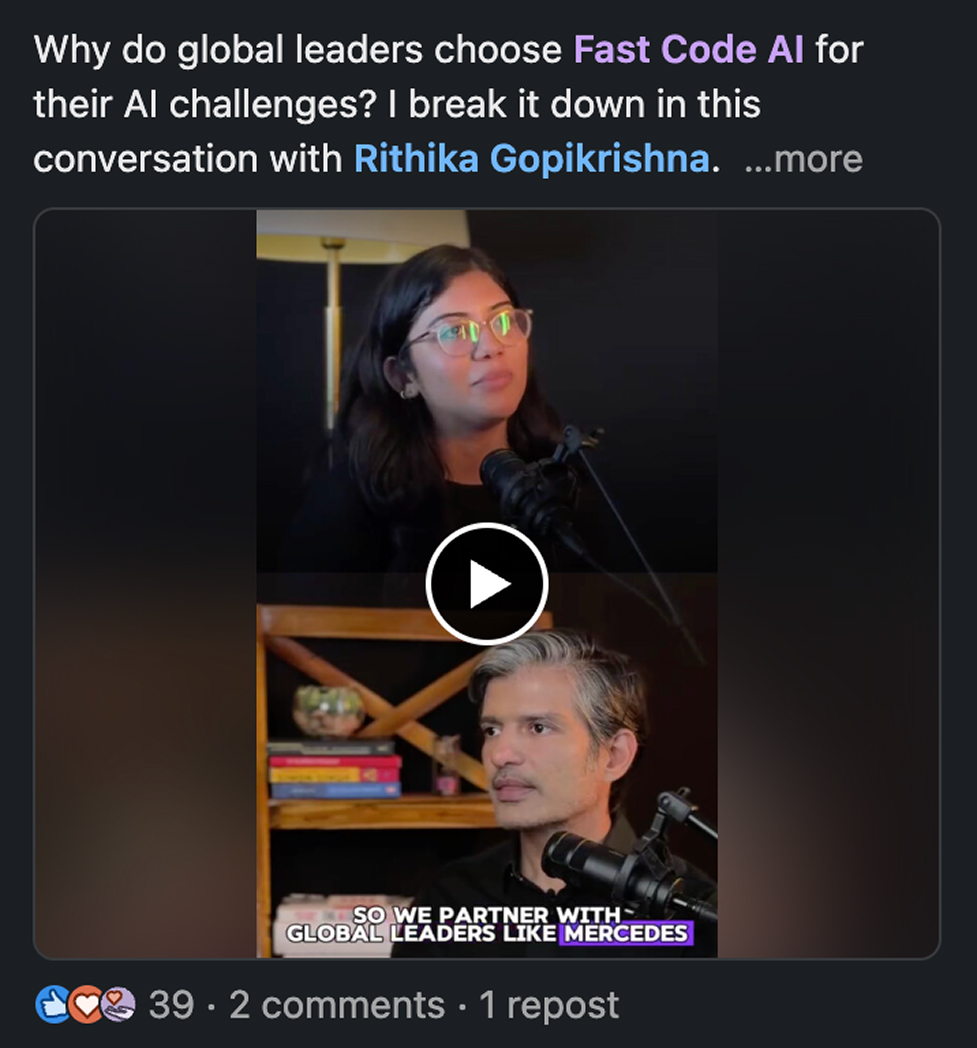 Why do global leaders choose Fast Code AI for
their AI challenges? I break it down in this
conversation with Rithika Gopikrishna. ...more
SO WE PARTNER WITH
GLOBAL LEADERS LIKE MERCEDES
39 · 2 comments · 1 repost